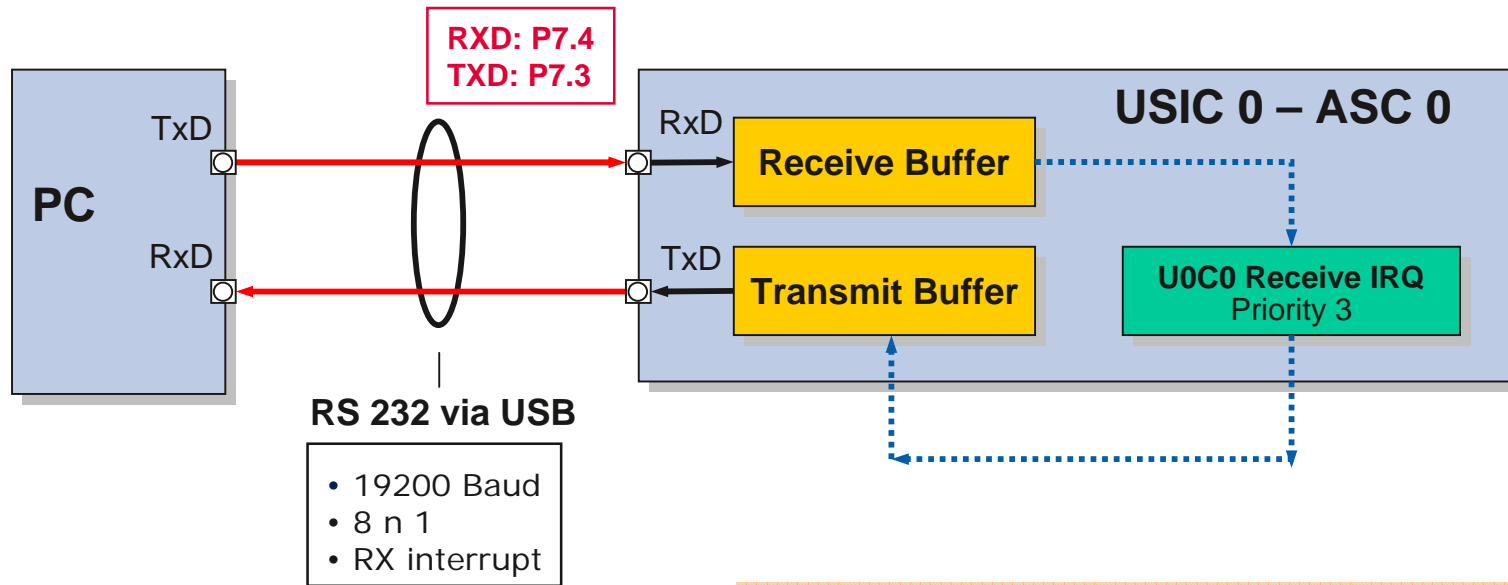 RXD: P7.4
TXD: P7.3
USIC 0 – ASC 0
TxD
RxD
Receive Buffer
PC
RxD
TxD
Transmit Buffer
U0C0 Receive IRQ
Priority 3
RS 232 via USB
• 19200 Baud
• 8 n 1
• RX interrupt